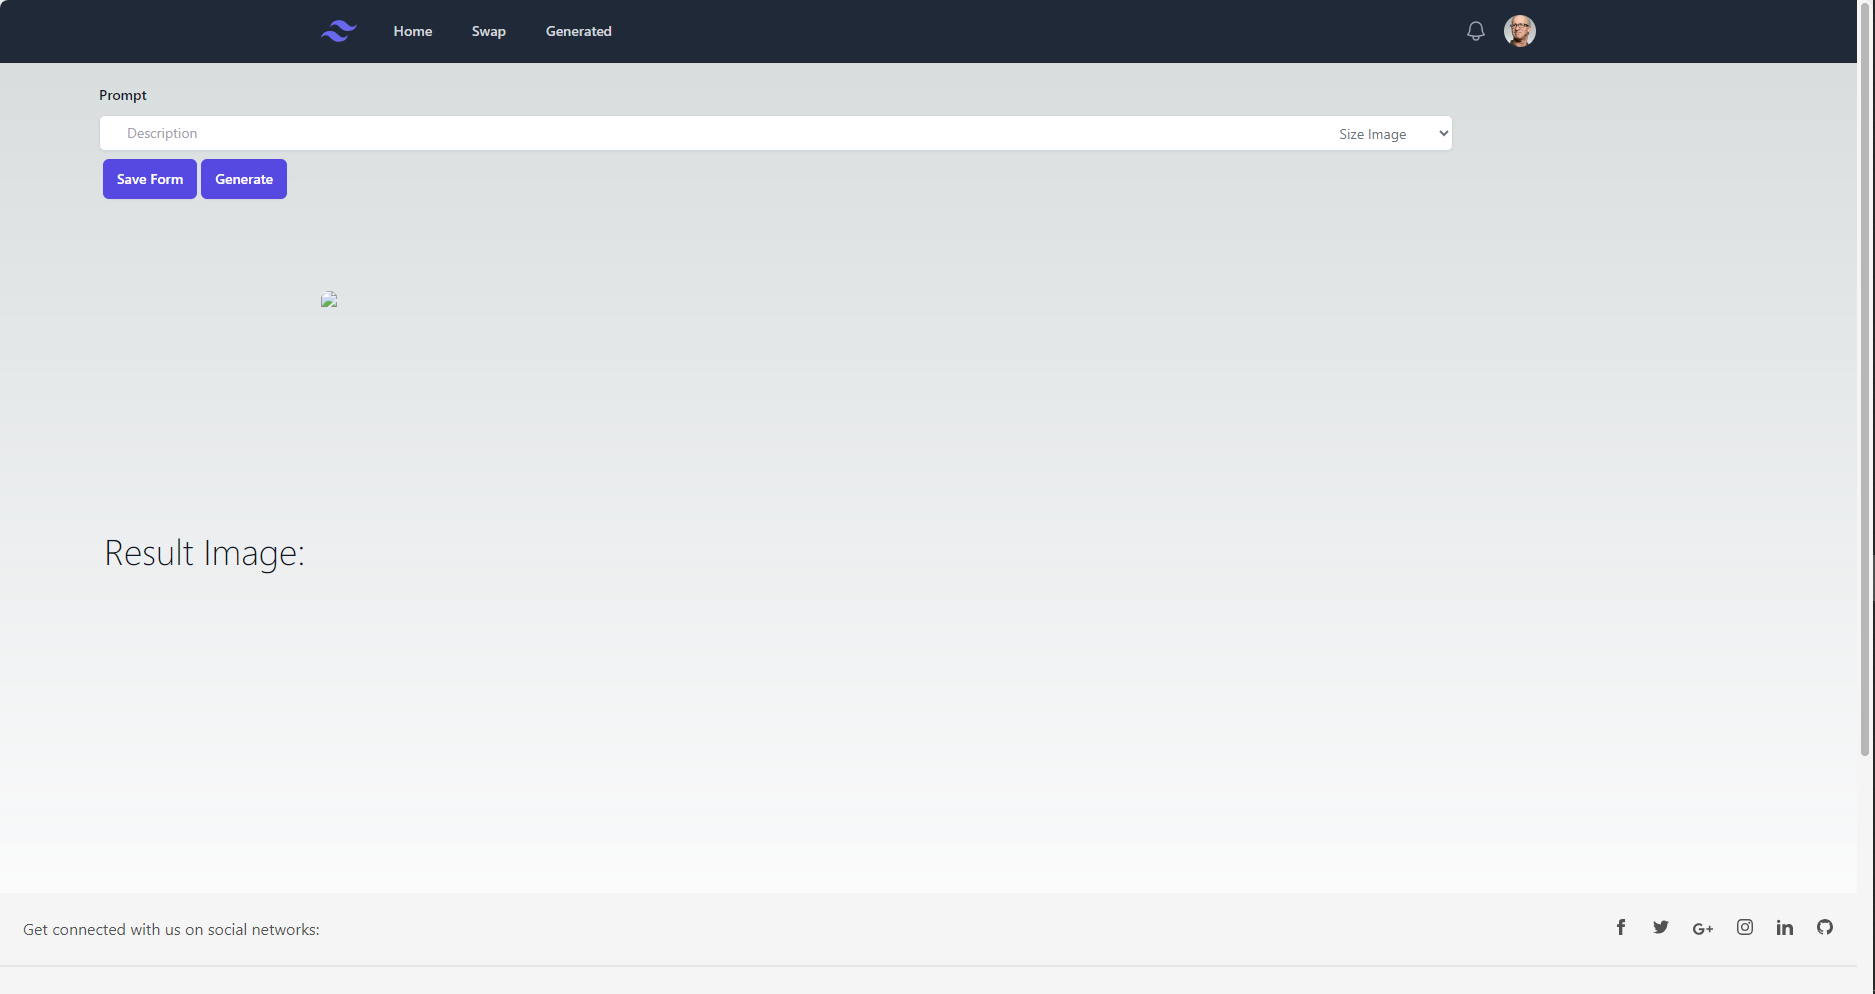 Home Swap Generated
Prompt
Description Size Image
Save Form Generate
Result Image:
Get connected with us on social networks: